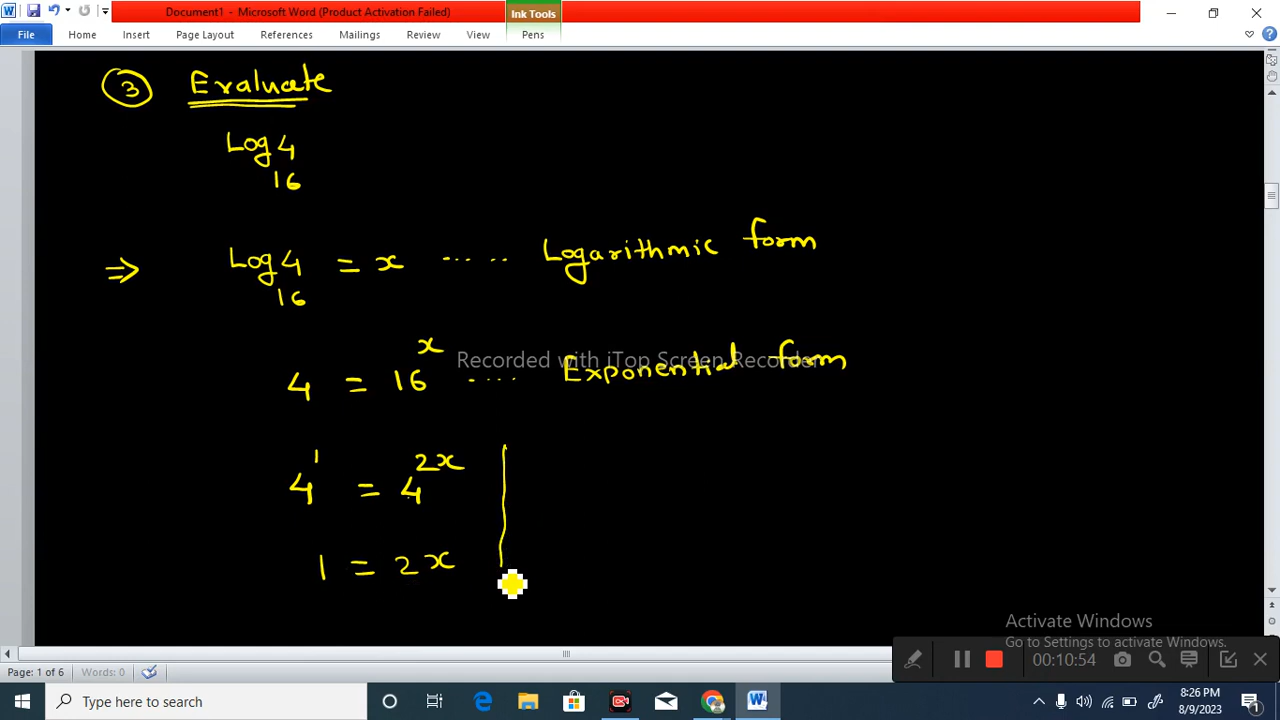 Document1 - Microsoft Word (Product Activation Failed)
Ink Tools
File Home Insert Page Layout References Mailings Review View Pens
3 Evaluate
Log 4
16
⇒ Log 4 = x ..... Logarithmic form
16
4 = 16^x ..... Exponential form
Recorded with iTop Screen Recorder
4^1 = 4^2x
1 = 2x
Activate Windows
Go to Settings to activate Windows.
00:10:54
Page: 1 of 6 Words: 0
Type here to search
8:26 PM
8/9/2023